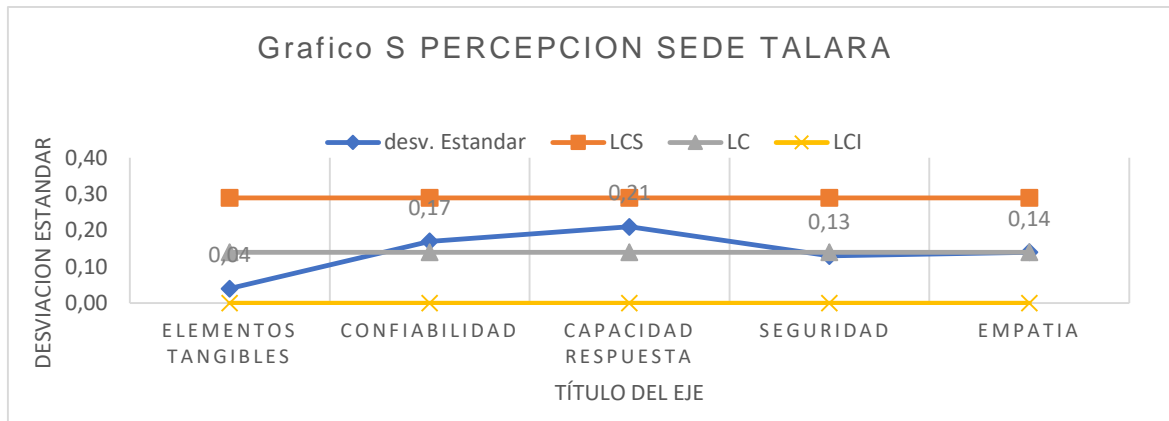 Grafico S PERCEPCION SEDE TALARA
desv. Estandar LCS LC LCI
DESVIACION ESTANDAR
0,40
0,30
0,20
0,10
0,00
0,04
0,17
0,21
0,13
0,14
ELEMENTOS TANGIBLES
CONFIABILIDAD
CAPACIDAD RESPUESTA
SEGURIDAD
EMPATIA
TÍTULO DEL EJE